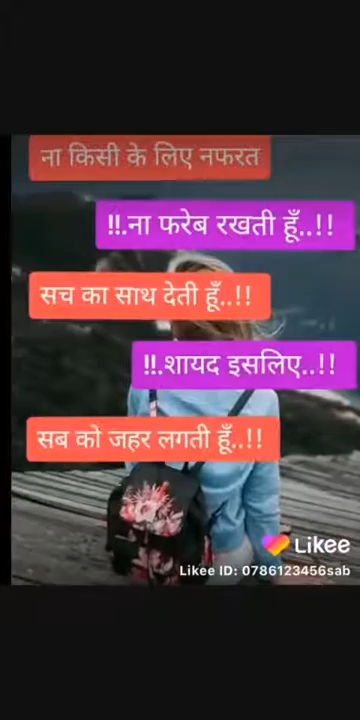 ना किसी के लिए नफरत
!!.ना फरेब रखती हूँ..!!
सच का साथ देती हूँ..!!
!!.शायद इसलिए..!!
सब को जहर लगती हूँ..!!
Likee
Likee ID: 0786123456sab